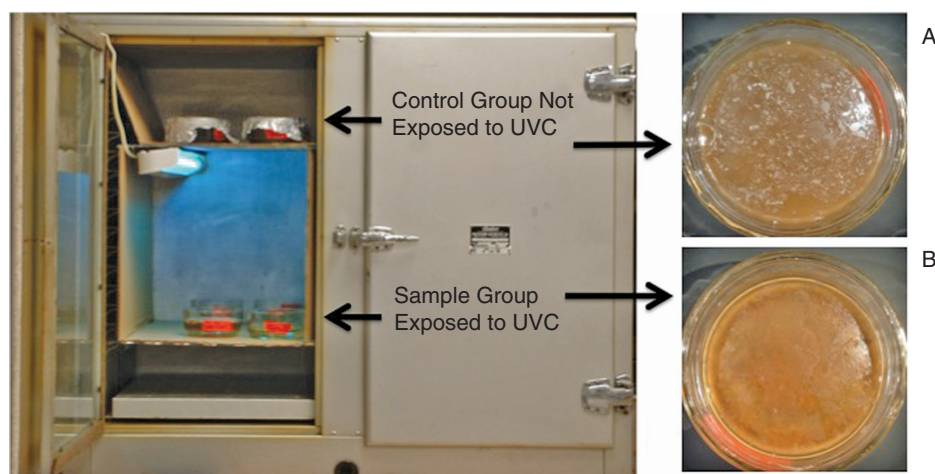 Control Group Not
Exposed to UVC
Sample Group
Exposed to UVC
A
B